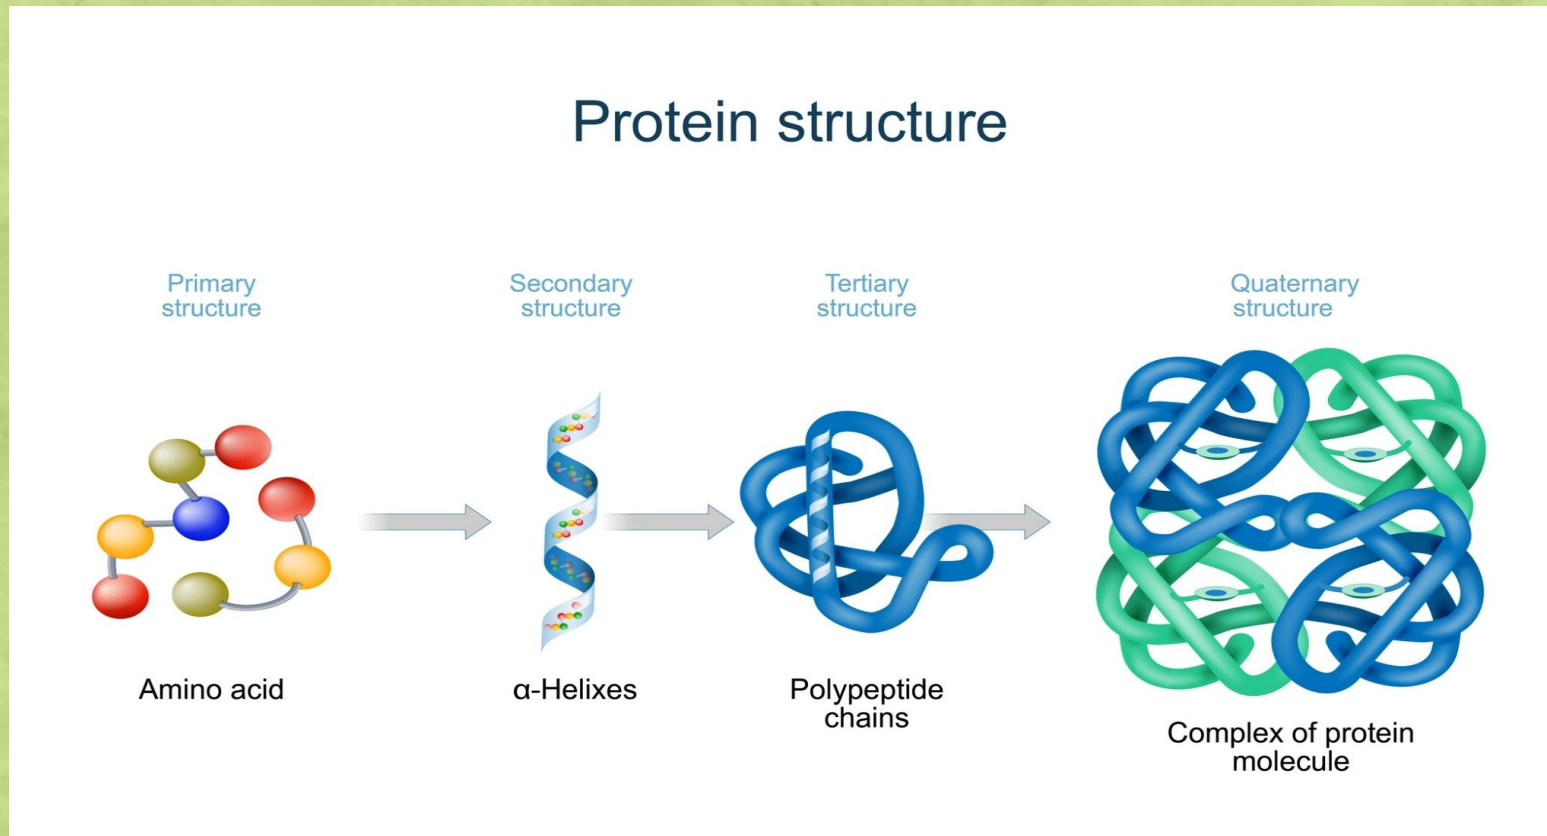 Protein structure
Primary
structure
Secondary
structure
Tertiary
structure
Quaternary
structure
Amino acid
α-Helixes
Polypeptide
chains
Complex of protein
molecule